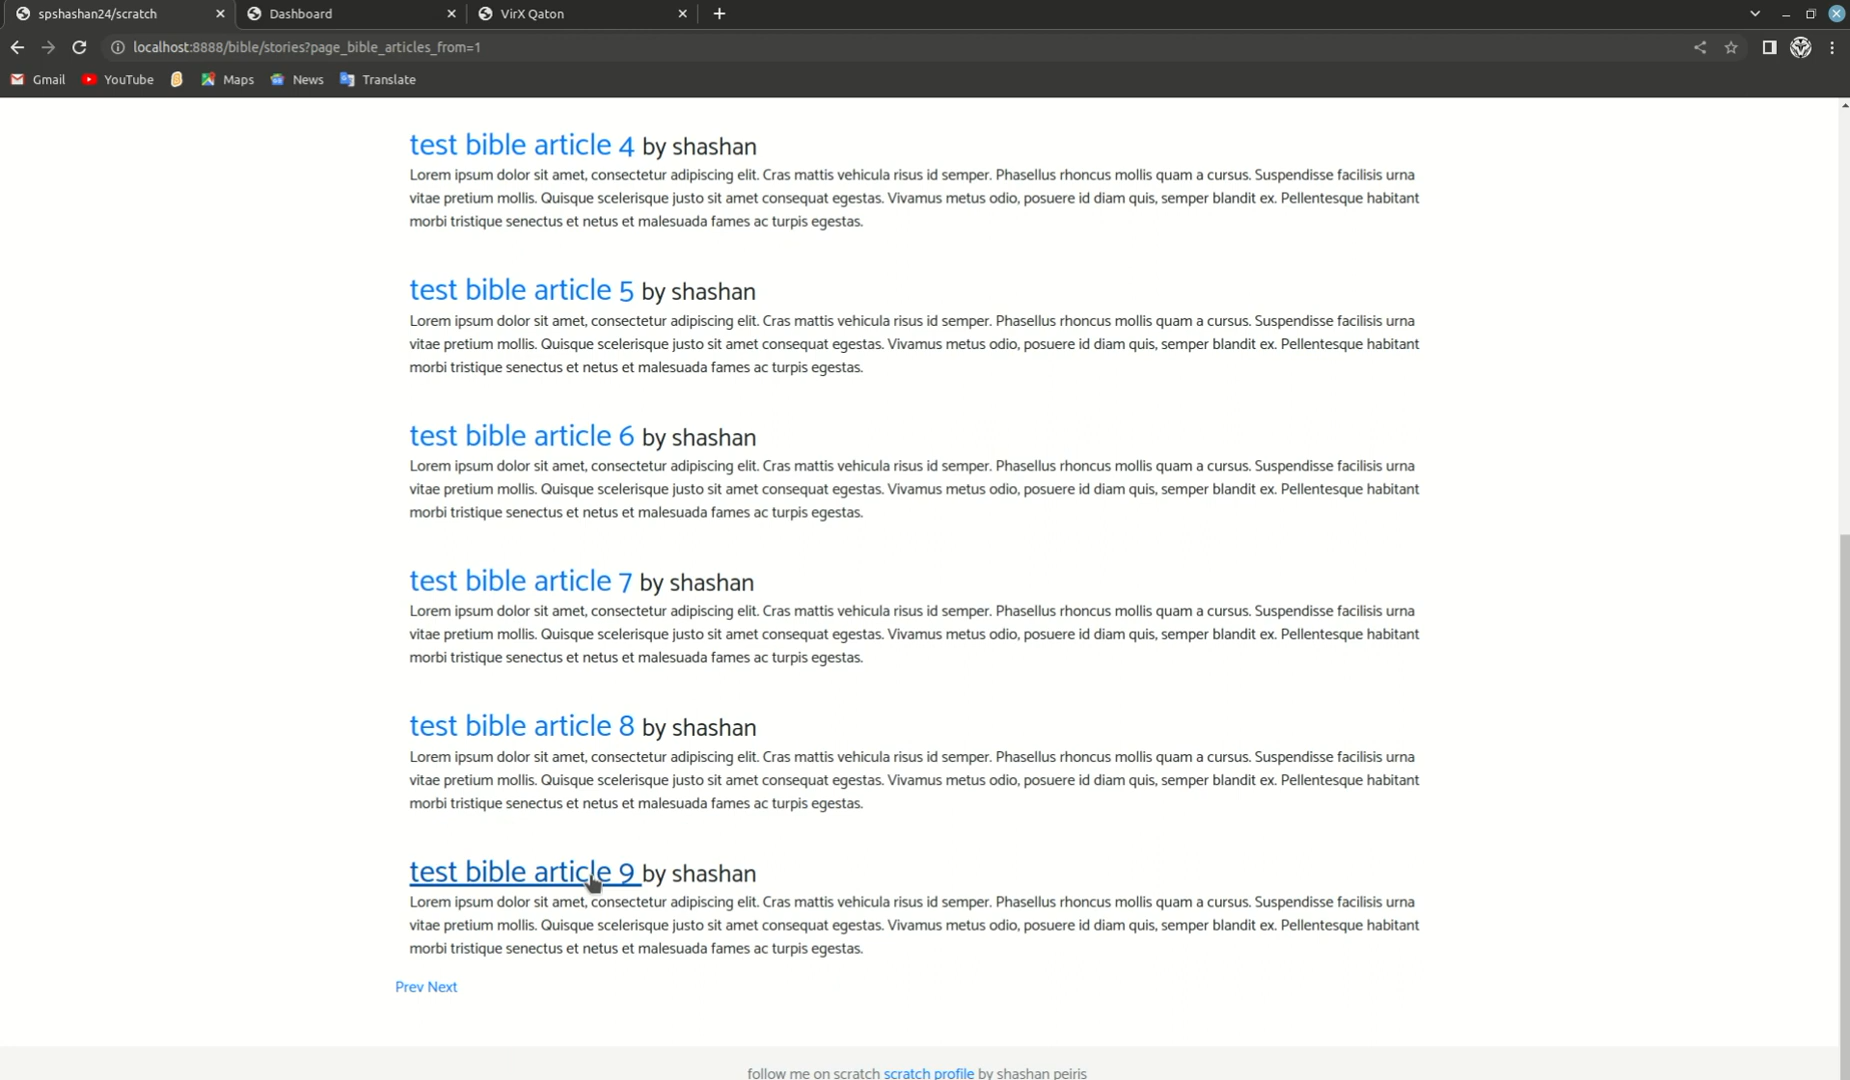 spshashan24/scratch
Dashboard
VirX Qaton
localhost:8888/bible/stories?page_bible_articles_from=1
Gmail YouTube Maps News Translate
test bible article 4 by shashan
Lorem ipsum dolor sit amet, consectetur adipiscing elit. Cras mattis vehicula risus id semper. Phasellus rhoncus mollis quam a cursus. Suspendisse facilisis urna
vitae pretium mollis. Quisque scelerisque justo sit amet consequat egestas. Vivamus metus odio, posuere id diam quis, semper blandit ex. Pellentesque habitant
morbi tristique senectus et netus et malesuada fames ac turpis egestas.
test bible article 5 by shashan
Lorem ipsum dolor sit amet, consectetur adipiscing elit. Cras mattis vehicula risus id semper. Phasellus rhoncus mollis quam a cursus. Suspendisse facilisis urna
vitae pretium mollis. Quisque scelerisque justo sit amet consequat egestas. Vivamus metus odio, posuere id diam quis, semper blandit ex. Pellentesque habitant
morbi tristique senectus et netus et malesuada fames ac turpis egestas.
test bible article 6 by shashan
Lorem ipsum dolor sit amet, consectetur adipiscing elit. Cras mattis vehicula risus id semper. Phasellus rhoncus mollis quam a cursus. Suspendisse facilisis urna
vitae pretium mollis. Quisque scelerisque justo sit amet consequat egestas. Vivamus metus odio, posuere id diam quis, semper blandit ex. Pellentesque habitant
morbi tristique senectus et netus et malesuada fames ac turpis egestas.
test bible article 7 by shashan
Lorem ipsum dolor sit amet, consectetur adipiscing elit. Cras mattis vehicula risus id semper. Phasellus rhoncus mollis quam a cursus. Suspendisse facilisis urna
vitae pretium mollis. Quisque scelerisque justo sit amet consequat egestas. Vivamus metus odio, posuere id diam quis, semper blandit ex. Pellentesque habitant
morbi tristique senectus et netus et malesuada fames ac turpis egestas.
test bible article 8 by shashan
Lorem ipsum dolor sit amet, consectetur adipiscing elit. Cras mattis vehicula risus id semper. Phasellus rhoncus mollis quam a cursus. Suspendisse facilisis urna
vitae pretium mollis. Quisque scelerisque justo sit amet consequat egestas. Vivamus metus odio, posuere id diam quis, semper blandit ex. Pellentesque habitant
morbi tristique senectus et netus et malesuada fames ac turpis egestas.
test bible article 9 by shashan
Lorem ipsum dolor sit amet, consectetur adipiscing elit. Cras mattis vehicula risus id semper. Phasellus rhoncus mollis quam a cursus. Suspendisse facilisis urna
vitae pretium mollis. Quisque scelerisque justo sit amet consequat egestas. Vivamus metus odio, posuere id diam quis, semper blandit ex. Pellentesque habitant
morbi tristique senectus et netus et malesuada fames ac turpis egestas.
Prev Next
follow me on scratch scratch profile by shashan peiris